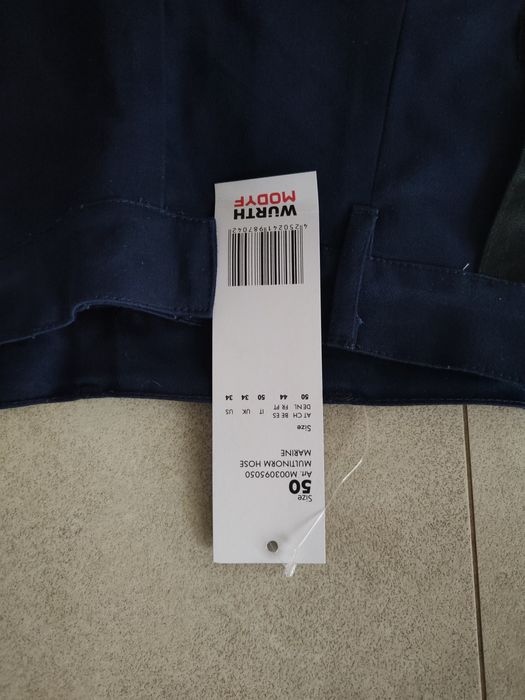 Size
50
Art. M003095050
MULTINORM HOSE
MARINE
Size
AT CH DE NL BE ES FR PT IT UK US
50 44 50 34 34
4250241987042
WÜRTH
MODYF